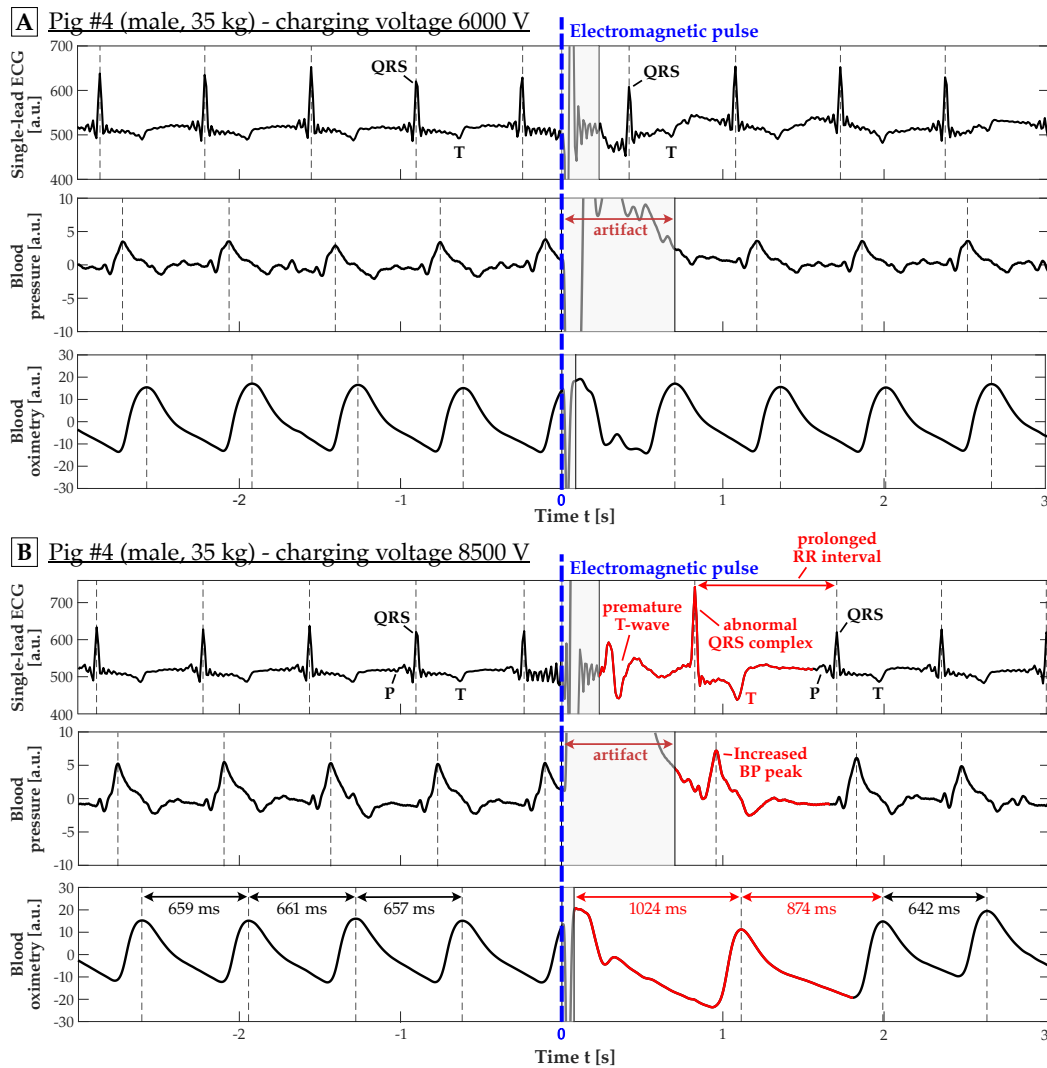 A Pig #4 (male, 35 kg) - charging voltage 6000 V
Electromagnetic pulse
Single-lead ECG
[a.u.]
700
600
500
400
QRS
T
QRS
T
Blood
pressure [a.u.]
10
5
0
-5
-10
artifact
Blood
oximetry [a.u.]
30
20
10
0
-10
-20
-30
-2
-1
0
1
2
3
Time t [s]
B Pig #4 (male, 35 kg) - charging voltage 8500 V
Electromagnetic pulse
prolonged
RR interval
Single-lead ECG
[a.u.]
700
600
500
400
QRS
P
T
premature
T-wave
abnormal
QRS complex
T
QRS
P
T
Blood
pressure [a.u.]
10
5
0
-5
-10
artifact
Increased
BP peak
Blood
oximetry [a.u.]
30
20
10
0
-10
-20
-30
659 ms
661 ms
657 ms
1024 ms
874 ms
642 ms
-2
-1
0
1
2
3
Time t [s]